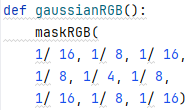 def gaussianRGB():
maskRGB(
1/ 16, 1/ 8, 1/ 16,
1/ 8, 1/ 4, 1/ 8,
1/ 16, 1/ 8, 1/ 16)